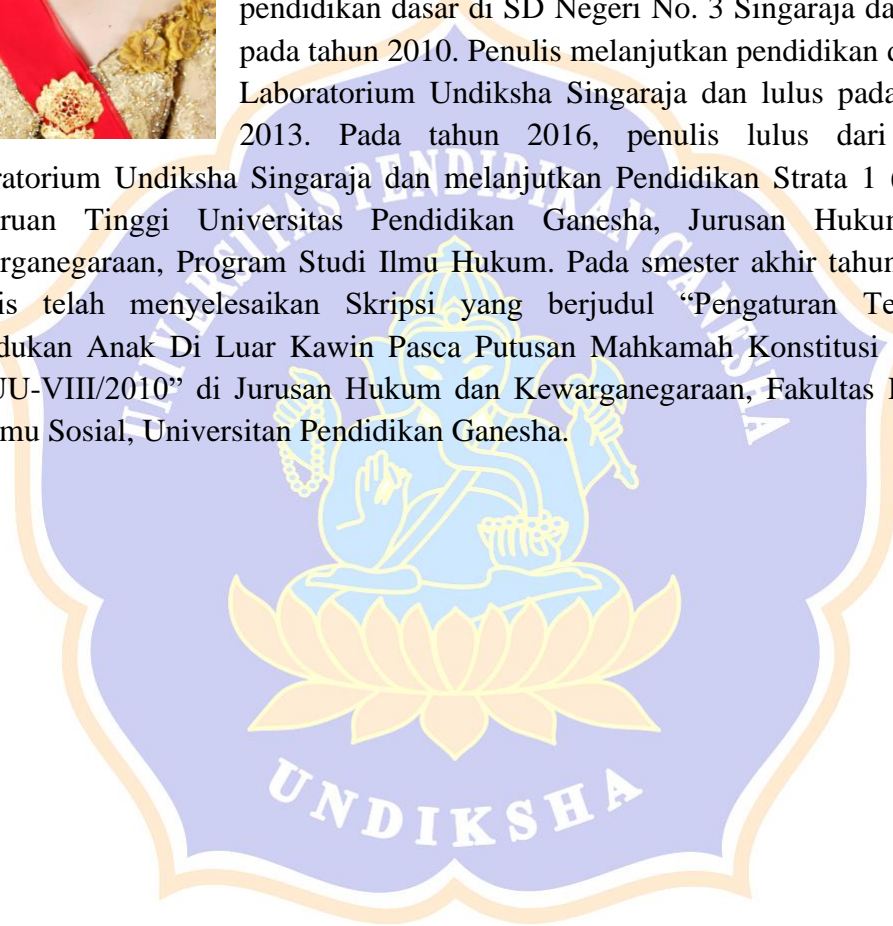 pendidikan dasar di SD Negeri No. 3 Singaraja da
pada tahun 2010. Penulis melanjutkan pendidikan
Laboratorium Undiksha Singaraja dan lulus pada
2013. Pada tahun 2016, penulis lulus dari
ratorium Undiksha Singaraja dan melanjutkan Pendidikan Strata 1
ruan Tinggi Universitas Pendidikan Ganesha, Jurusan Hukum
rganegaraan, Program Studi Ilmu Hukum. Pada smester akhir tahun
is telah menyelesaikan Skripsi yang berjudul “Pengaturan Te
dukan Anak Di Luar Kawin Pasca Putusan Mahkamah Konstitusi
UU-VIII/2010” di Jurusan Hukum dan Kewarganegaraan, Fakultas
mu Sosial, Universitan Pendidikan Ganesha.
UNIVERSITAS PENDIDIKAN GANESHA
UNDIKSHA